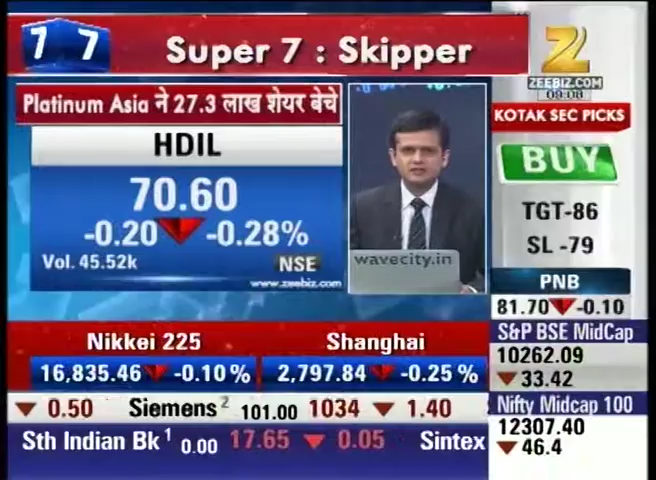 7 7
Super 7 : Skipper
Z
ZEEBIZ.COM
09:08
Platinum Asia ने 27.3 लाख शेयर बेचे
HDIL
70.60
-0.20 -0.28%
Vol. 45.52k NSE
www.zeebiz.com
wavecity.in
KOTAK SEC PICKS
BUY
TGT-86
SL -79
PNB
81.70 -0.10
Nikkei 225
16,835.46 -0.10%
Shanghai
2,797.84 -0.25%
S&P BSE MidCap
10262.09
33.42
Nifty Midcap 100
12307.40
46.4
0.50 Siemens 2 101.00 1034 1.40
Sth Indian Bk 1 0.00 17.65 0.05 Sintex